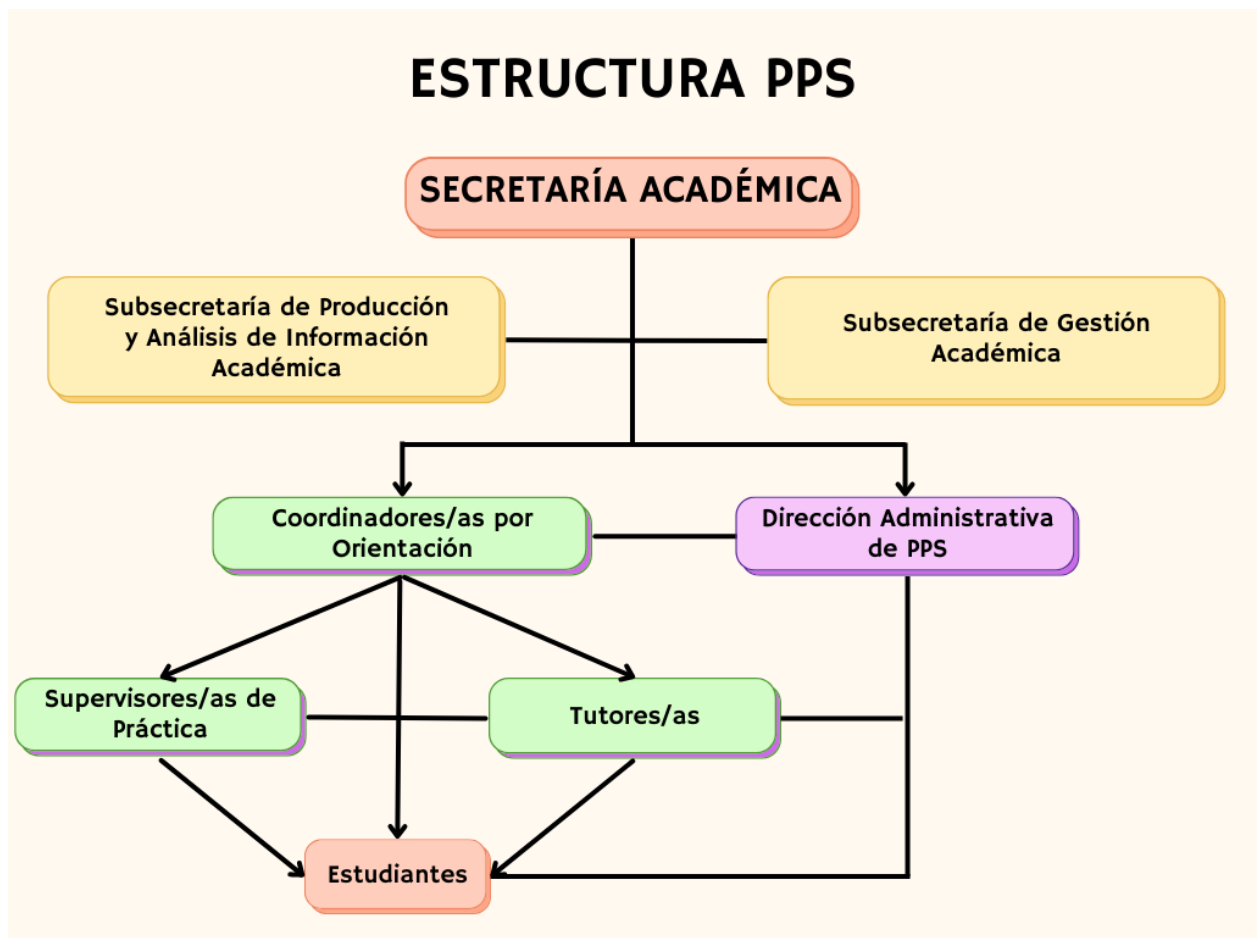 ESTRUCTURA PPS
SECRETARÍA ACADÉMICA
Subsecretaría de Producción
y Análisis de Información
Académica
Subsecretaría de Gestión
Académica
Coordinadores/as por
Orientación
Dirección Administrativa
de PPS
Supervisores/as de
Práctica
Tutores/as
Estudiantes